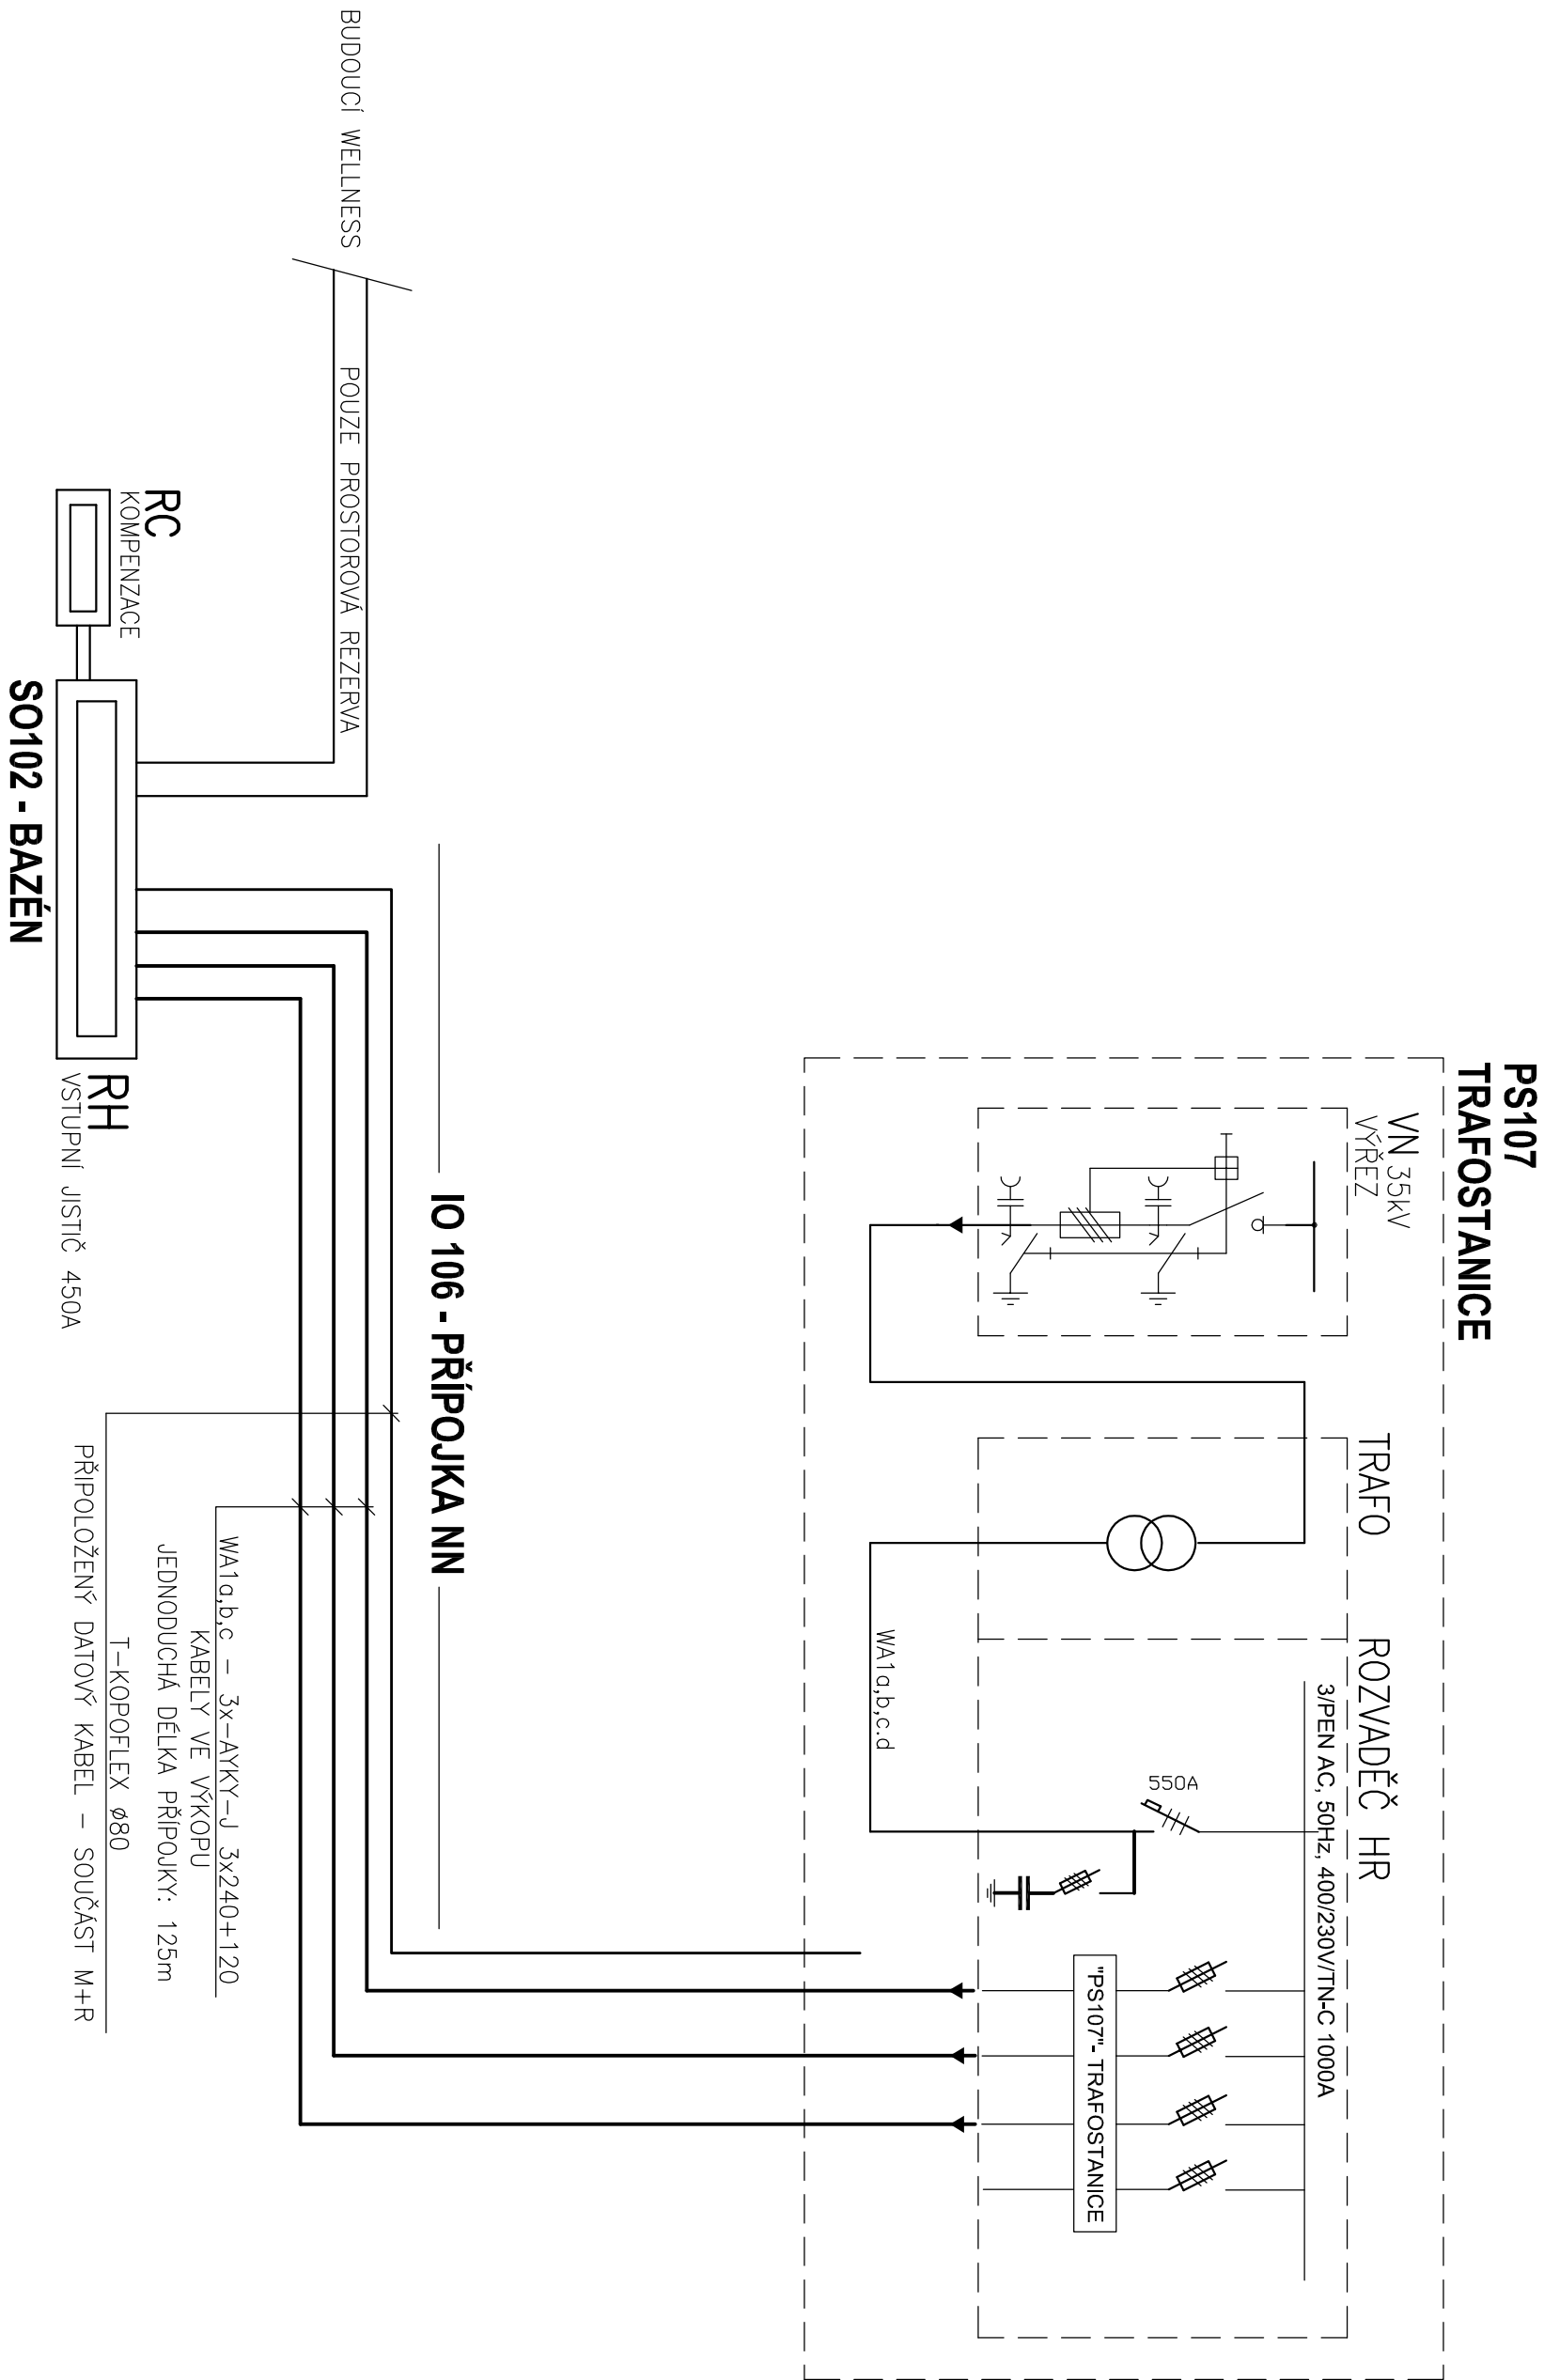 PS107
TRAFOSTANICE
VN 35kV
VÝŘEZ
TRAFO
ROZVADĚČ HR
3/PEN AC, 50Hz, 400/230V/TN-C 1000A
550A
"PS107"- TRAFOSTANICE
WA1a,b,c.d
IO 106 - PŘÍPOJKA NN
BUDOUCÍ WELLNESS
POUZE PROSTOROVÁ REZERVA
WA1a,b,c – 3x–AYKY–J 3x240+120
KABELY VE VÝKOPU
JEDNODUCHÁ DÉLKA PŘÍPOJKY: 125m
T–KOPOFLEX Ø80
PŘIPOLOŽENÝ DATOVÝ KABEL – SOUČÁST M+R
RC
KOMPENZACE
RH
VSTUPNÍ JISTIČ 450A
SO102 - BAZÉN